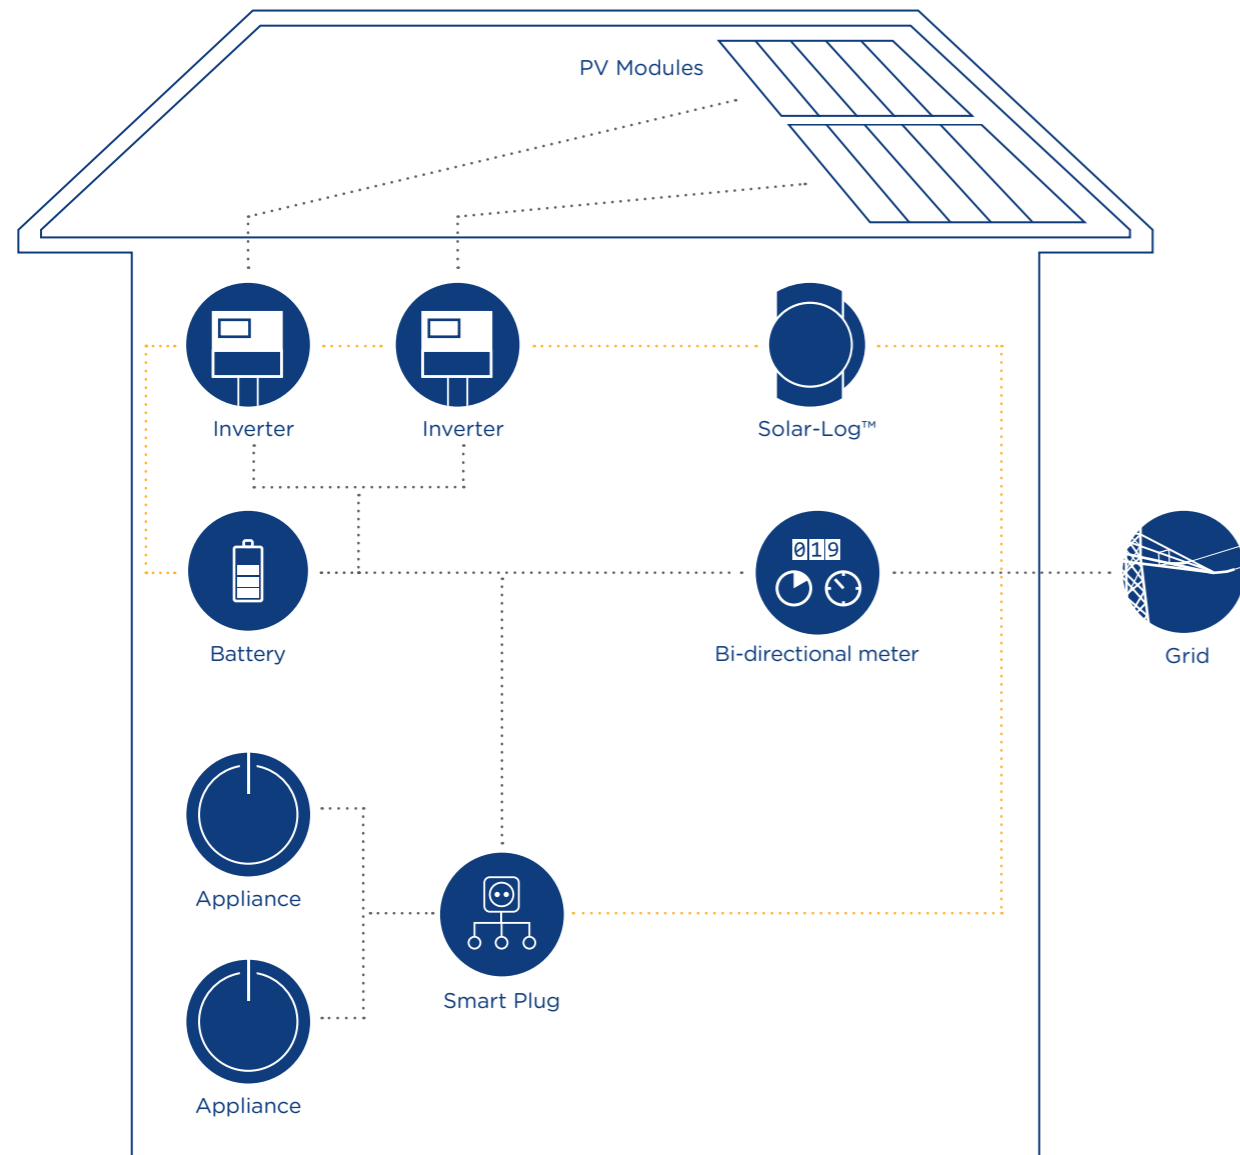 PV Modules
Inverter
Inverter
Solar-Log™
019
Battery
Bi-directional meter
Grid
Appliance
Smart Plug
Appliance